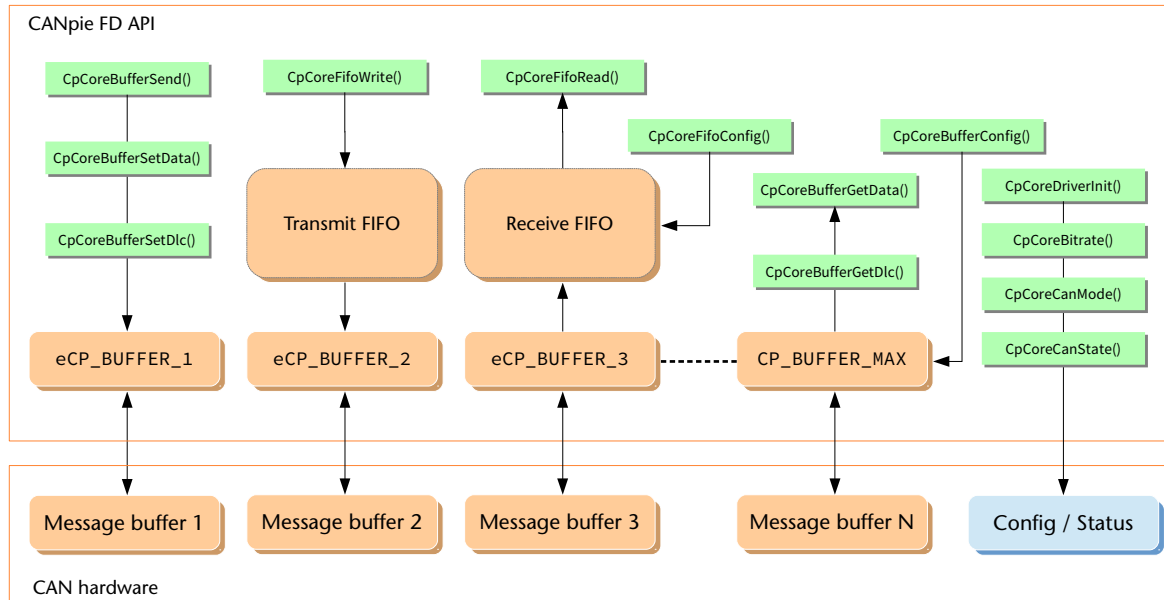 CANpie FD API
CpCoreBufferSend()
CpCoreFifoWrite()
CpCoreFifoRead()
CpCoreFifoConfig()
CpCoreBufferConfig()
CpCoreBufferSetData()
CpCoreBufferGetData()
CpCoreDriverInit()
Transmit FIFO
Receive FIFO
CpCoreBufferSetDlc()
CpCoreBitrate()
CpCoreBufferGetDlc()
CpCoreCanMode()
CpCoreCanState()
eCP_BUFFER_1
eCP_BUFFER_2
eCP_BUFFER_3
CP_BUFFER_MAX
Message buffer 1
Message buffer 2
Message buffer 3
Message buffer N
Config / Status
CAN hardware